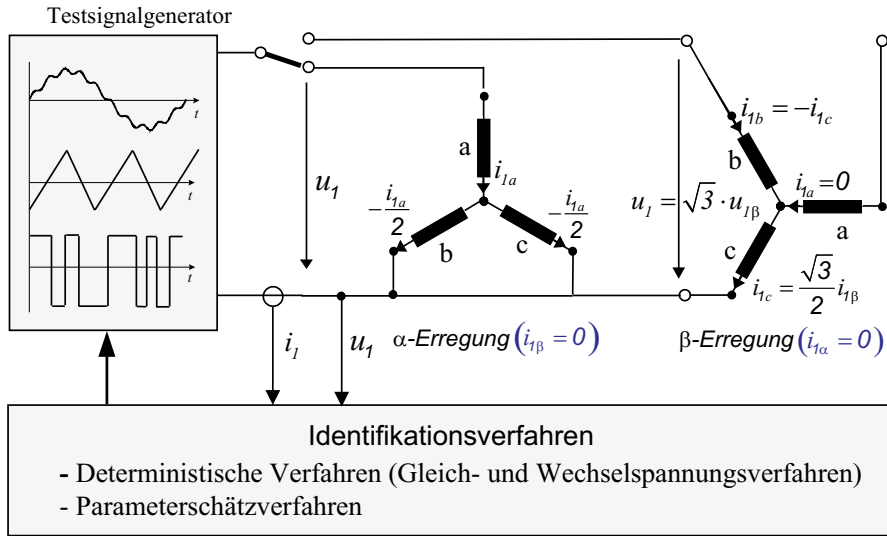 Testsignalgenerator
t
t
t
u₁
a
i₁ₐ
-i₁ₐ/2
b
c
-i₁ₐ/2
i₁
u₁
α-Erregung (i₁β = 0)
i₁b = -i₁c
b
i₁ₐ = 0
a
u₁ = √3 · u₁β
c
i₁c = √3/2 i₁β
β-Erregung (i₁α = 0)
Identifikationsverfahren
- Deterministische Verfahren (Gleich- und Wechselspannungsverfahren)
- Parameterschätzverfahren